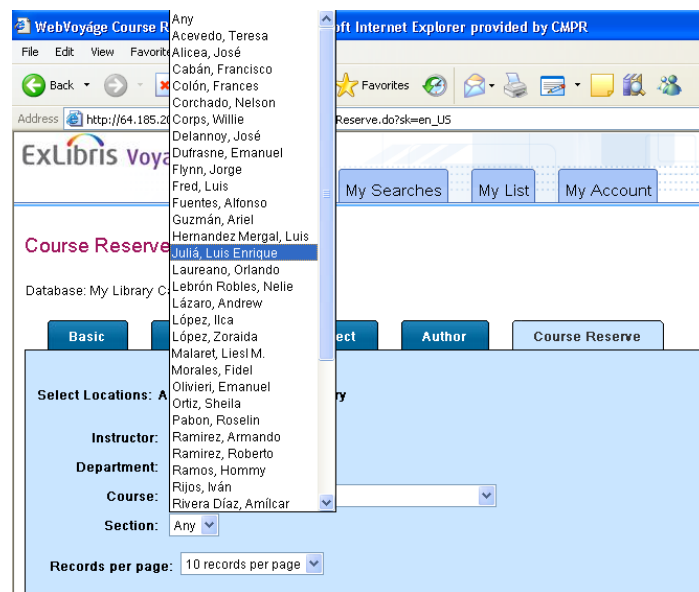 WebVoyáge Course R
oft Internet Explorer provided by CMPR
File Edit View Favorit
Back
Favorites
Address http://64.185.20
Reserve.do?sk=en_US
ExLibris Voya
My Searches
My List
My Account
Course Reserve
Database: My Library C
Basic
ect
Author
Course Reserve
Select Locations: A
ry
Instructor:
Department:
Course:
Section: Any
Records per page: 10 records per page
Any
Acevedo, Teresa
Alicea, José
Cabán, Francisco
Colón, Frances
Corchado, Nelson
Corps, Willie
Delannoy, José
Dufrasne, Emanuel
Flynn, Jorge
Fred, Luis
Fuentes, Alfonso
Guzmán, Ariel
Hernandez Mergal, Luis
Juliá, Luis Enrique
Laureano, Orlando
Lebrón Robles, Nelie
Lázaro, Andrew
López, Ilca
López, Zoraida
Malaret, Liesl M.
Morales, Fidel
Olivieri, Emanuel
Ortiz, Sheila
Pabon, Roselin
Ramirez, Armando
Ramirez, Roberto
Ramos, Hommy
Rijos, Iván
Rivera Díaz, Amílcar